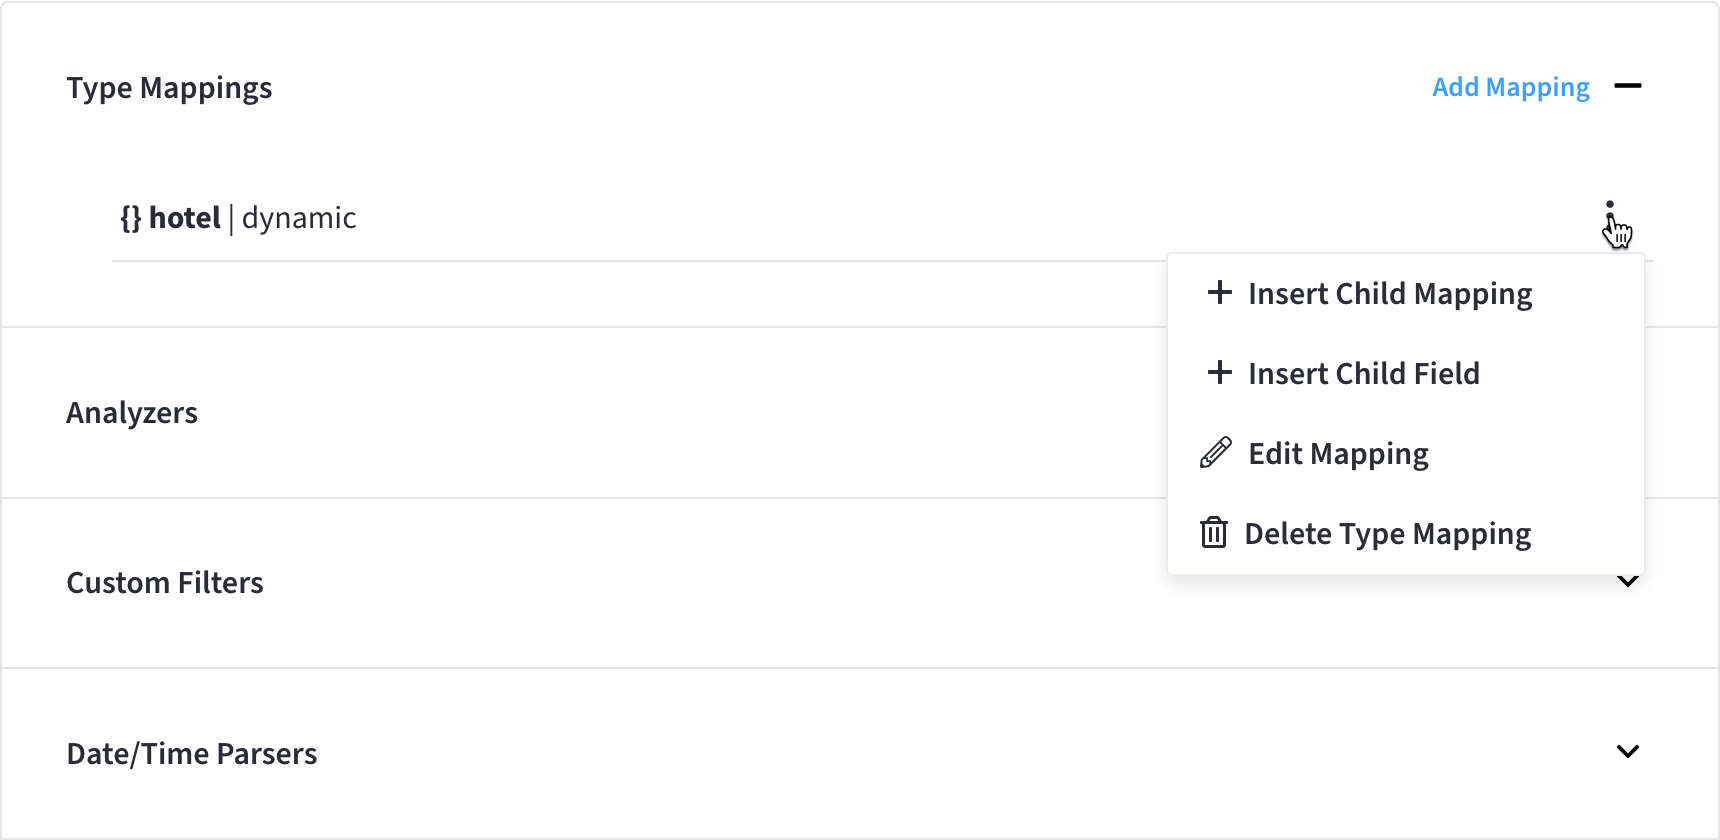 Type Mappings
Add Mapping
{} hotel | dynamic
Insert Child Mapping
Insert Child Field
Analyzers
Edit Mapping
Delete Type Mapping
Custom Filters
Date/Time Parsers